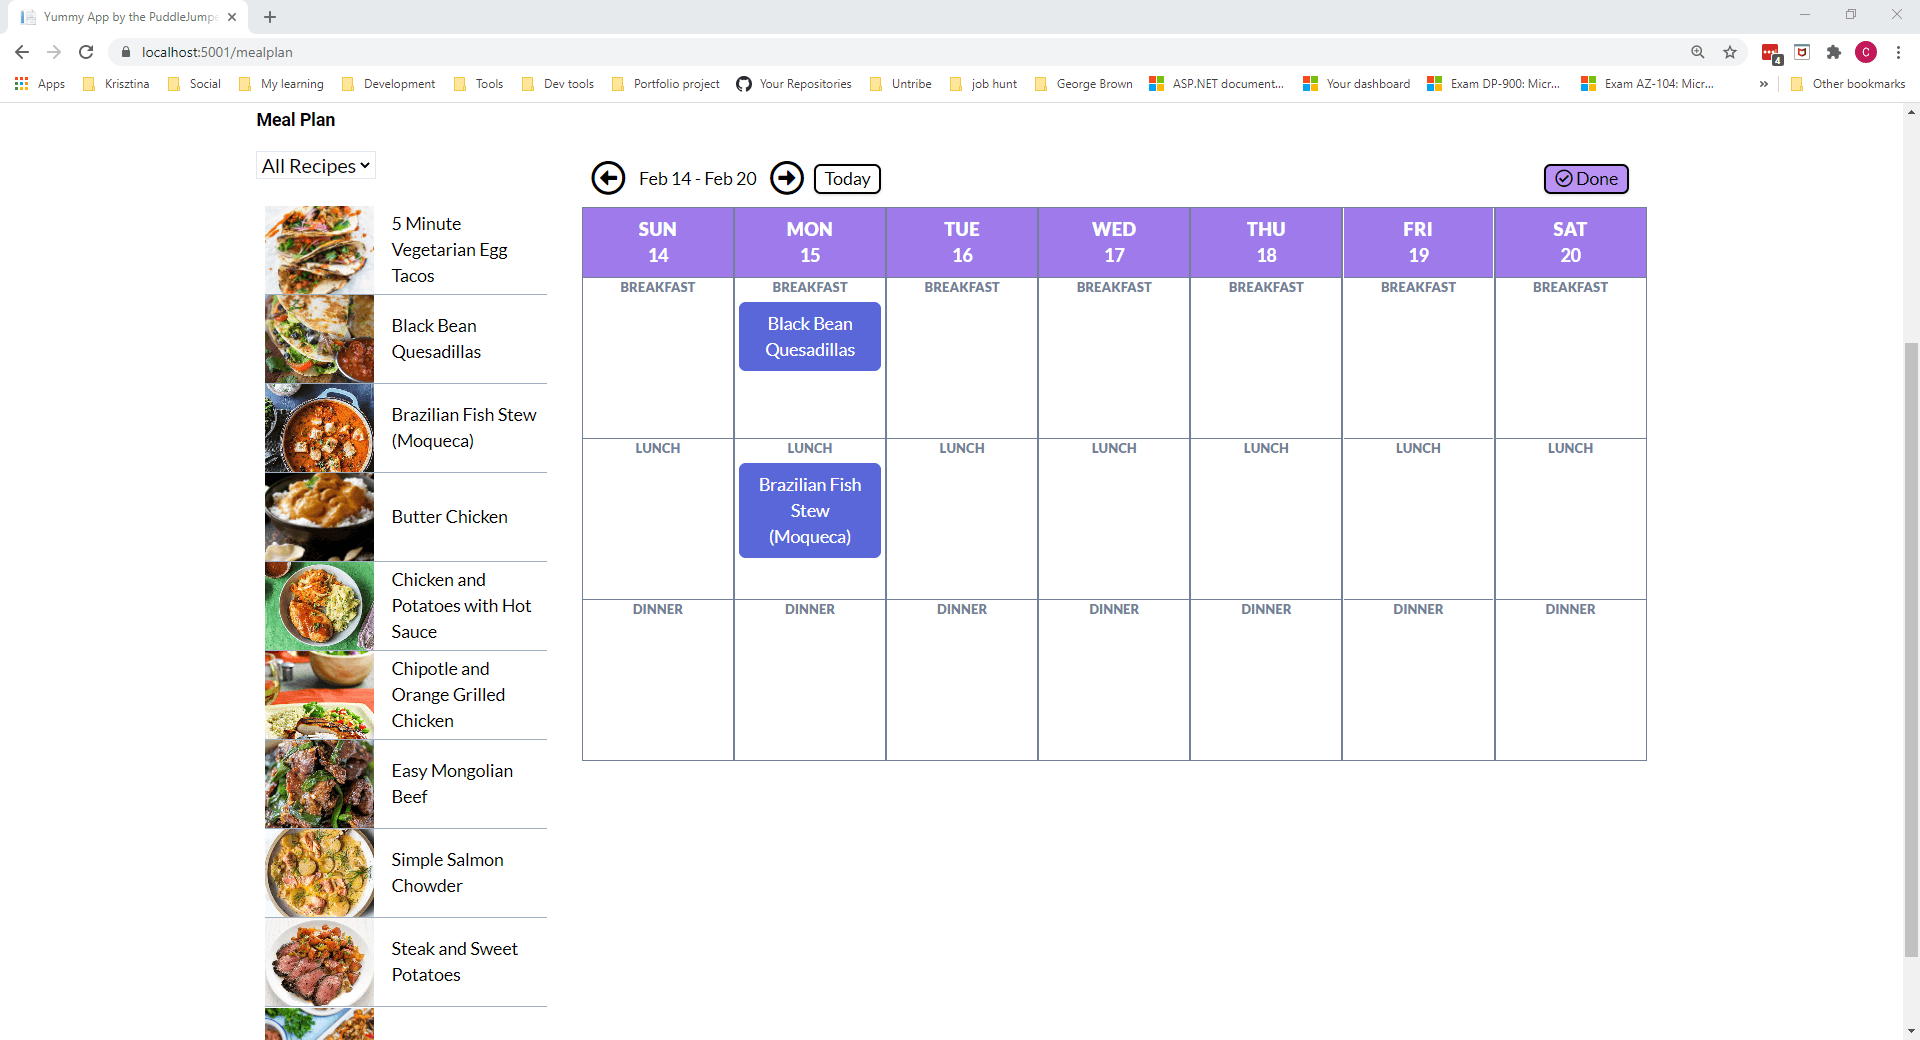 Yummy App by the PuddleJump
localhost:5001/mealplan
4
C
Apps
Krisztina
Social
My learning
Development
Tools
Dev tools
Portfolio project
Your Repositories
Untribe
job hunt
George Brown
ASP.NET document...
Your dashboard
Exam DP-900: Micr...
Exam AZ-104: Micr...
»
Other bookmarks
Meal Plan
All Recipes
5 Minute
Vegetarian Egg
Tacos
Black Bean
Quesadillas
Brazilian Fish Stew
(Moqueca)
Butter Chicken
Chicken and
Potatoes with Hot
Sauce
Chipotle and
Orange Grilled
Chicken
Easy Mongolian
Beef
Simple Salmon
Chowder
Steak and Sweet
Potatoes
Feb 14 - Feb 20
Today
Done
SUN
14
MON
15
TUE
16
WED
17
THU
18
FRI
19
SAT
20
BREAKFAST
BREAKFAST
BREAKFAST
BREAKFAST
BREAKFAST
BREAKFAST
BREAKFAST
Black Bean
Quesadillas
LUNCH
LUNCH
LUNCH
LUNCH
LUNCH
LUNCH
LUNCH
Brazilian Fish
Stew
(Moqueca)
DINNER
DINNER
DINNER
DINNER
DINNER
DINNER
DINNER